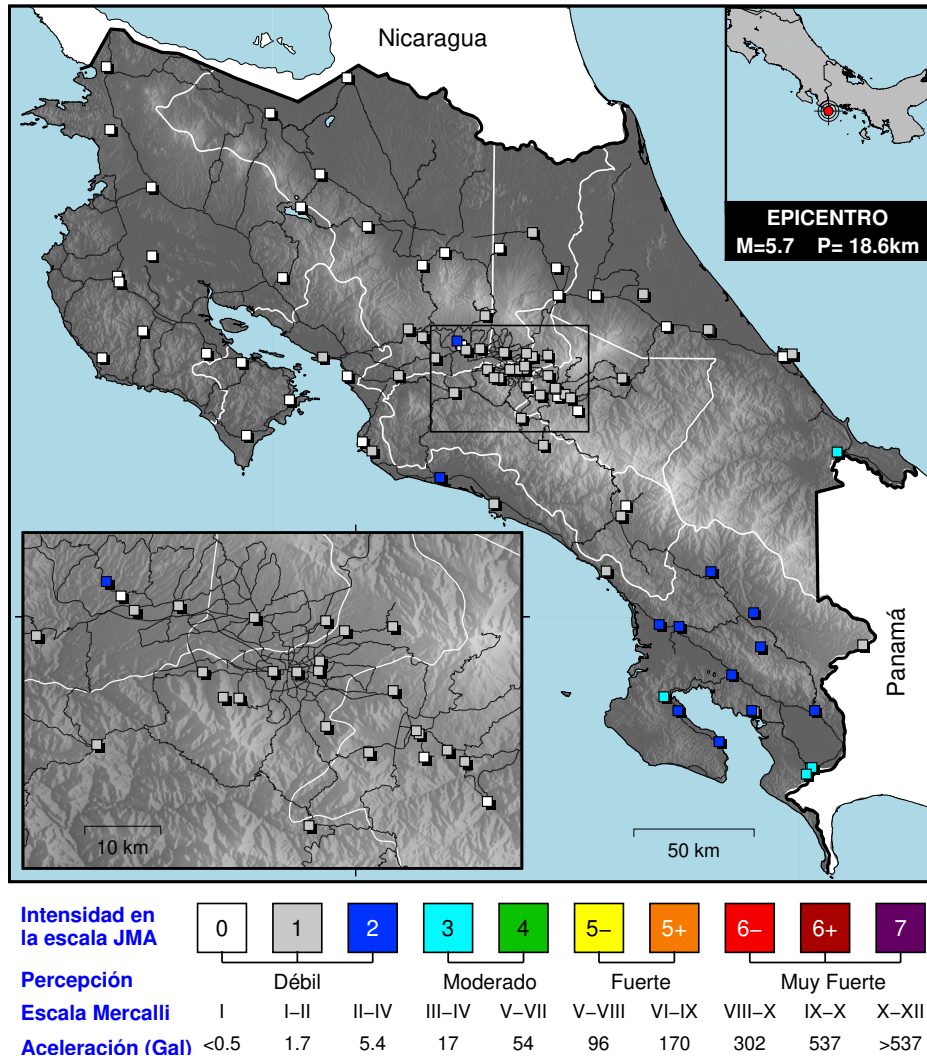 Nicaragua
EPICENTRO
M=5.7 P= 18.6km
Panamá
10 km
50 km
Intensidad en
la escala JMA
0 1 2 3 4 5− 5+ 6− 6+ 7
Percepción Débil Moderado Fuerte Muy Fuerte
Escala Mercalli I I−II II−IV III−IV V−VII V−VIII VI−IX VIII−X IX−X X−XII
Aceleración (Gal) <0.5 1.7 5.4 17 54 96 170 302 537 >537